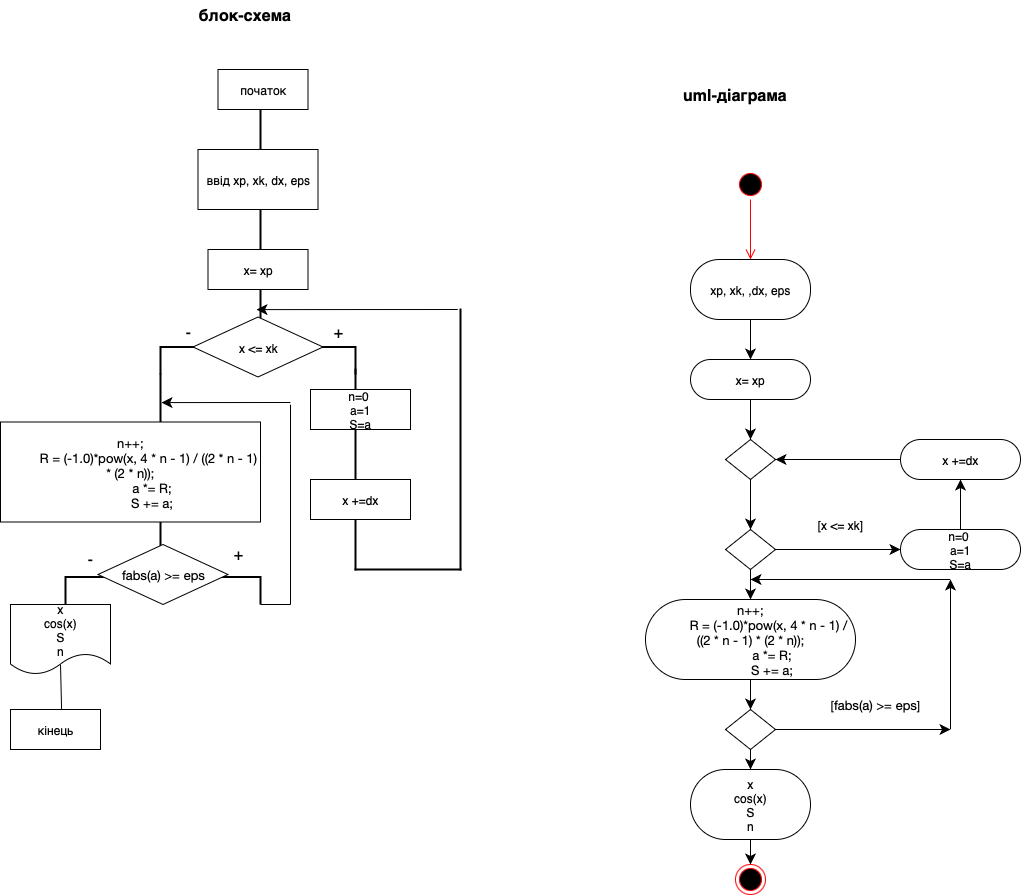 блок-схема
початок
ввід xp, xk, dx, eps
x= xp
-
+
x <= xk
n=0
a=1
S=a
n++;
R = (-1.0)*pow(x, 4 * n - 1) / ((2 * n - 1)
* (2 * n));
a *= R;
S += a;
x +=dx
-
+
fabs(a) >= eps
x
cos(x)
S
n
кінець
uml-діаграма
xp, xk, ,dx, eps
x= xp
x +=dx
[x <= xk]
n=0
a=1
S=a
n++;
R = (-1.0)*pow(x, 4 * n - 1) /
((2 * n - 1) * (2 * n));
a *= R;
S += a;
[fabs(a) >= eps]
x
cos(x)
S
n